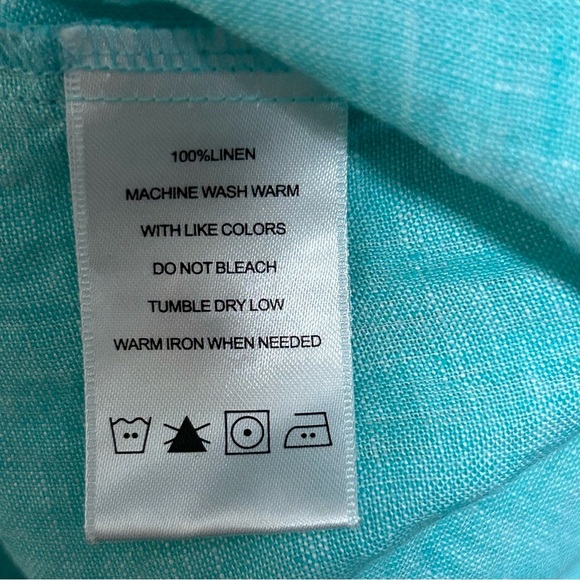 100%LINEN
MACHINE WASH WARM
WITH LIKE COLORS
DO NOT BLEACH
TUMBLE DRY LOW
WARM IRON WHEN NEEDED